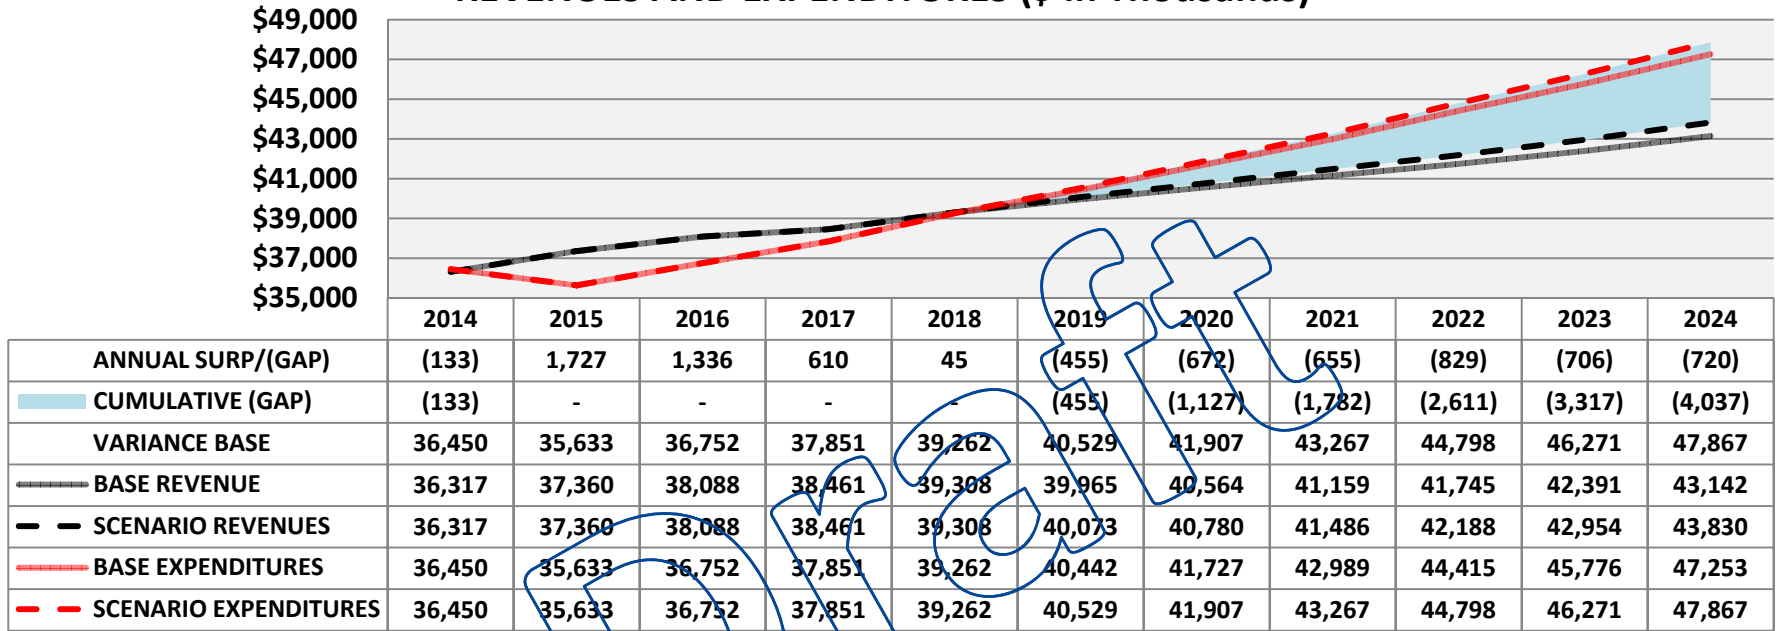 REVENUES AND EXPENDITURES ($ in Thousands)
$49,000
$47,000
$45,000
$43,000
$41,000
$39,000
$37,000
$35,000
2014 2015 2016 2017 2018 2019 2020 2021 2022 2023 2024
ANNUAL SURP/(GAP) (133) 1,727 1,336 610 45 (455) (672) (655) (829) (706) (720)
CUMULATIVE (GAP) (133) - - - - (455) (1,127) (1,782) (2,611) (3,317) (4,037)
VARIANCE BASE 36,450 35,633 36,752 37,851 39,262 40,529 41,907 43,267 44,798 46,271 47,867
BASE REVENUE 36,317 37,360 38,088 38,461 39,308 39,965 40,564 41,159 41,745 42,391 43,142
SCENARIO REVENUES 36,317 37,360 38,088 38,461 39,308 40,073 40,780 41,486 42,188 42,954 43,830
BASE EXPENDITURES 36,450 35,633 36,752 37,851 39,262 40,442 41,727 42,989 44,415 45,776 47,253
SCENARIO EXPENDITURES 36,450 35,633 36,752 37,851 39,262 40,529 41,907 43,267 44,798 46,271 47,867
Draft